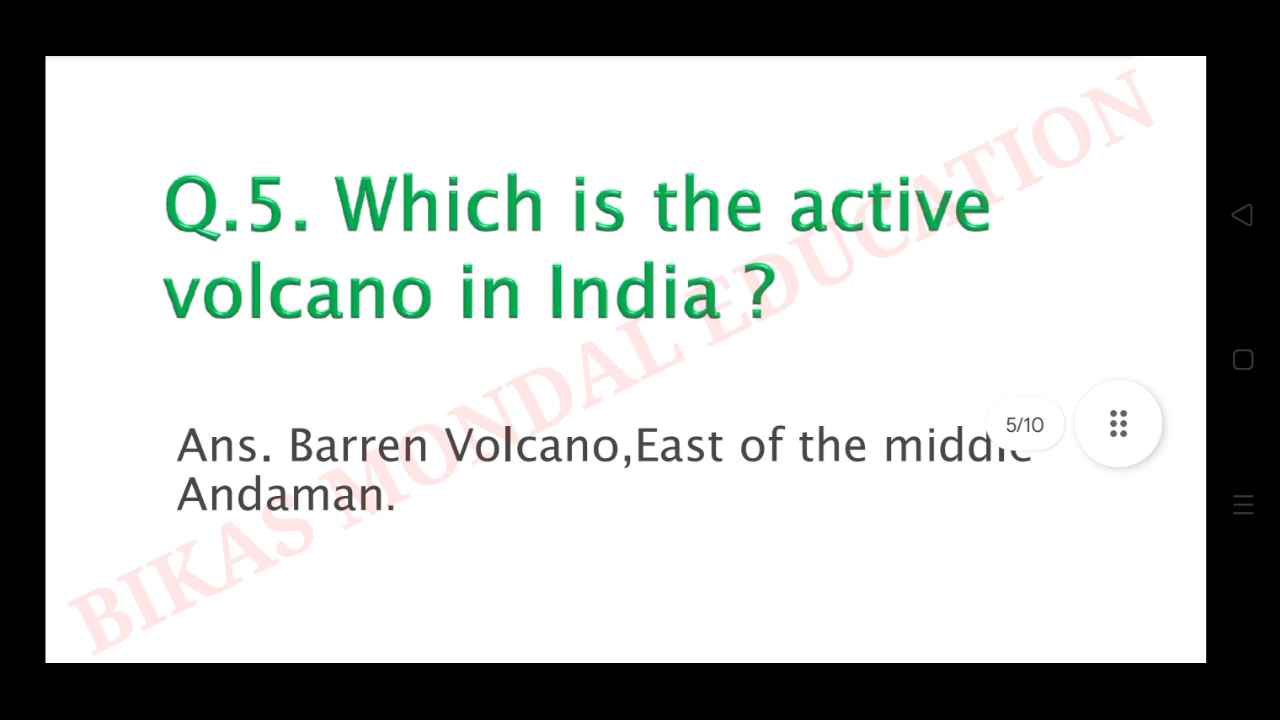 Q.5. Which is the active
volcano in India ?
Ans. Barren Volcano,East of the middle
Andaman.
5/10
BIKAS MONDAL EDUCATION